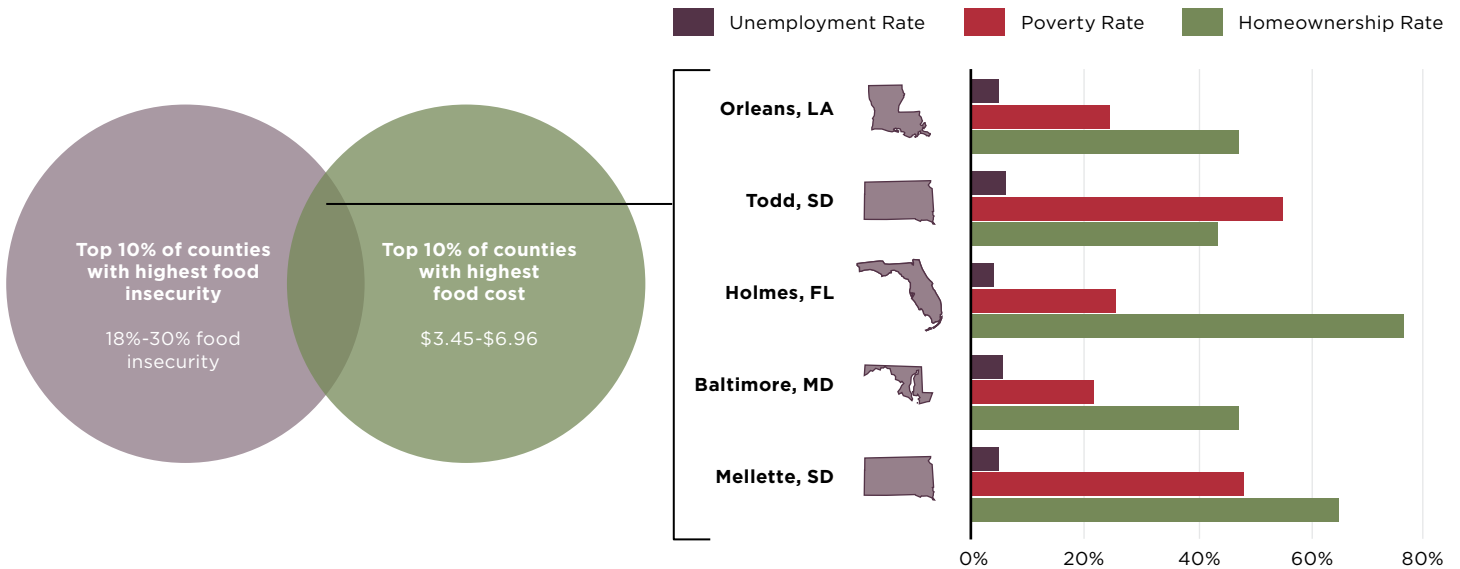 Unemployment Rate
Poverty Rate
Homeownership Rate
Top 10% of counties
with highest food
insecurity
18%-30% food
insecurity
Top 10% of counties
with highest
food cost
$3.45-$6.96
Orleans, LA
Todd, SD
Holmes, FL
Baltimore, MD
Mellette, SD
0%
20%
40%
60%
80%